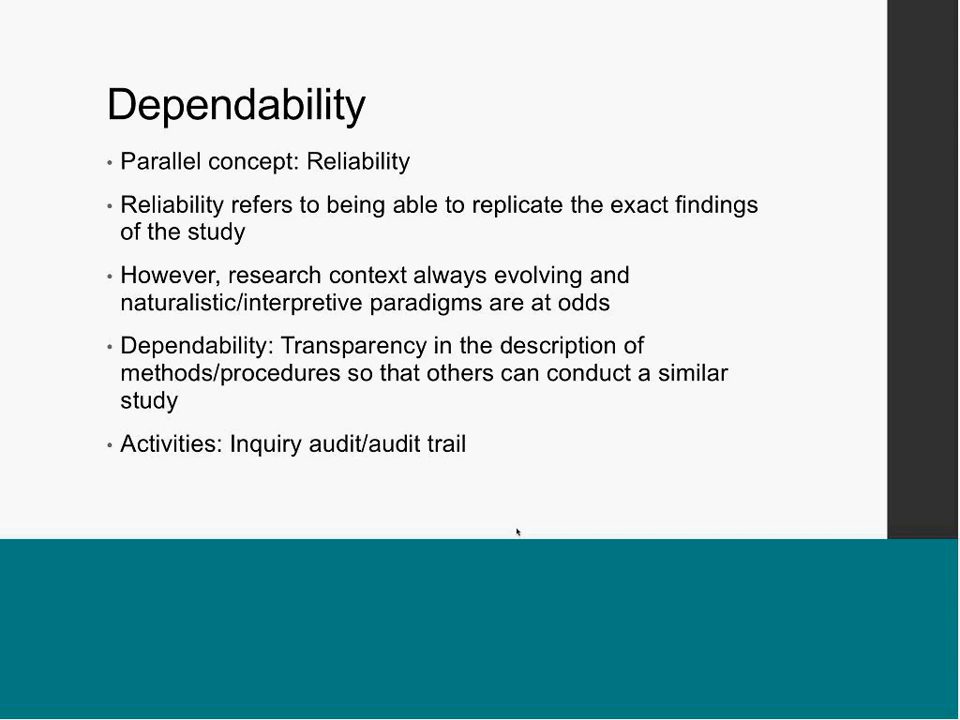 Dependability
• Parallel concept: Reliability
• Reliability refers to being able to replicate the exact findings
of the study
• However, research context always evolving and
naturalistic/interpretive paradigms are at odds
• Dependability: Transparency in the description of
methods/procedures so that others can conduct a similar
study
• Activities: Inquiry audit/audit trail